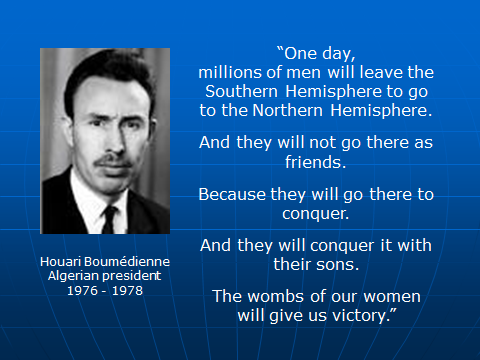 “One day,
millions of men will leave the
Southern Hemisphere to go
to the Northern Hemisphere.
And they will not go there as
friends.
Because they will go there to
conquer.
And they will conquer it with
their sons.
The wombs of our women
will give us victory.”
Houari Boumédienne
Algerian president
1976 - 1978